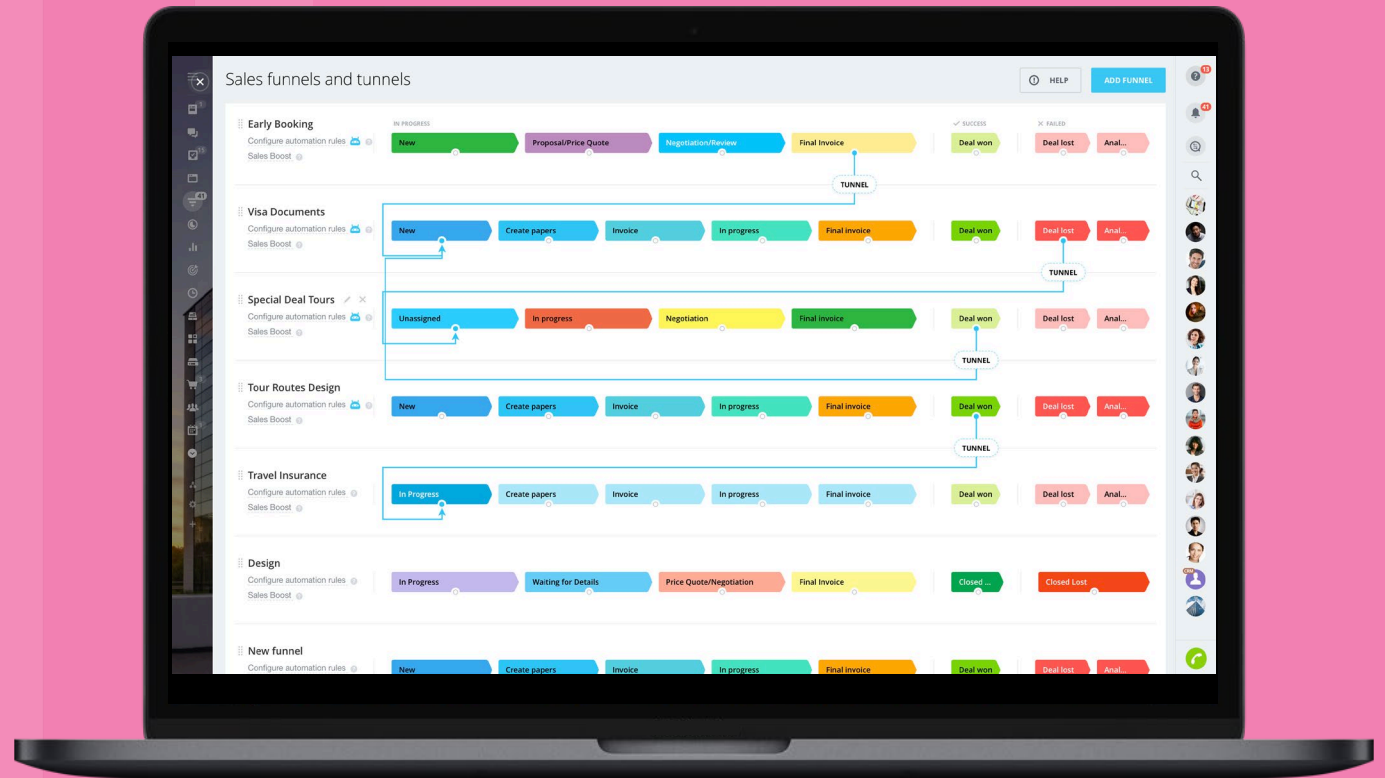 Sales funnels and tunnels
HELP
ADD FUNNEL
13
41
Early Booking
IN PROGRESS
SUCCESS
FAILED
Configure automation rules
Sales Boost
New
Proposal/Price Quote
Negotiation/Review
Final Invoice
Deal won
Deal lost
Anal...
TUNNEL
Visa Documents
Configure automation rules
Sales Boost
New
Create papers
Invoice
In progress
Final invoice
Deal won
Deal lost
Anal...
TUNNEL
Special Deal Tours
Configure automation rules
Sales Boost
Unassigned
In progress
Negotiation
Final invoice
Deal won
Deal lost
Anal...
TUNNEL
Tour Routes Design
Configure automation rules
Sales Boost
New
Create papers
Invoice
In progress
Final invoice
Deal won
Deal lost
Anal...
TUNNEL
Travel Insurance
Configure automation rules
Sales Boost
In Progress
Create papers
Invoice
In progress
Final invoice
Deal won
Deal lost
Anal...
Design
Configure automation rules
Sales Boost
In Progress
Waiting for Details
Price Quote/Negotiation
Final Invoice
Closed ...
Closed Lost
New funnel
Configure automation rules
New
Create papers
Invoice
In progress
Final invoice
Deal won
Deal lost
Anal...